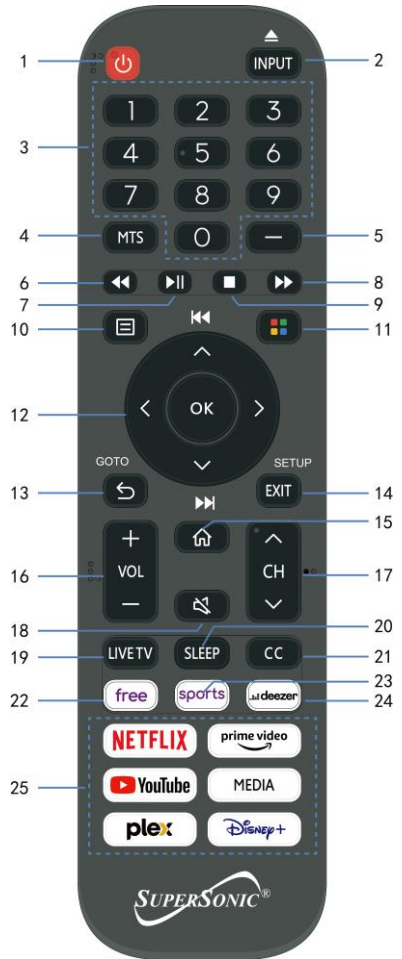 1
INPUT
2
1 2 3
3
4 5 6
7 8 9
4
MTS
0
5
6
8
7
9
10
11
12
OK
GOTO
SETUP
13
EXIT
14
15
+
16
VOL
CH
17
18
20
19
LIVE TV
SLEEP
CC
21
22
free
sports
23
deezer
24
NETFLIX
prime video
25
YouTube
MEDIA
plex
Disney+
SUPERSONIC®